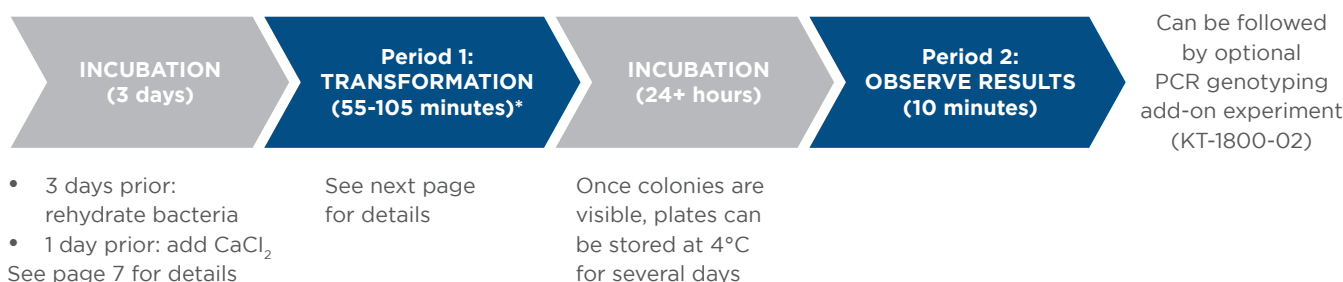 INCUBATION
(3 days)
Period 1:
TRANSFORMATION
(55-105 minutes)*
INCUBATION
(24+ hours)
Period 2:
OBSERVE RESULTS
(10 minutes)
Can be followed
by optional
PCR genotyping
add-on experiment
(KT-1800-02)
• 3 days prior:
rehydrate bacteria
• 1 day prior: add CaCl₂
See page 7 for details
See next page
for details
Once colonies are
visible, plates can
be stored at 4°C
for several days